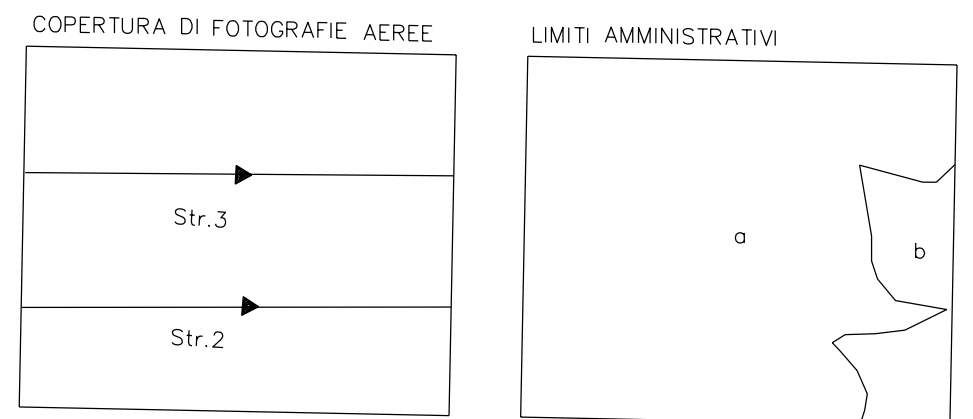 COPERTURA DI FOTOGRAFIE AEREE
Str.3
Str.2
LIMITI AMMINISTRATIVI
a
b